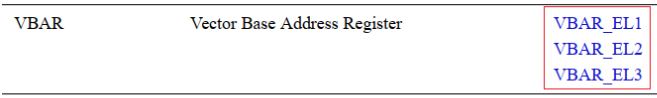 VBAR Vector Base Address Register VBAR_EL1
VBAR_EL2
VBAR_EL3